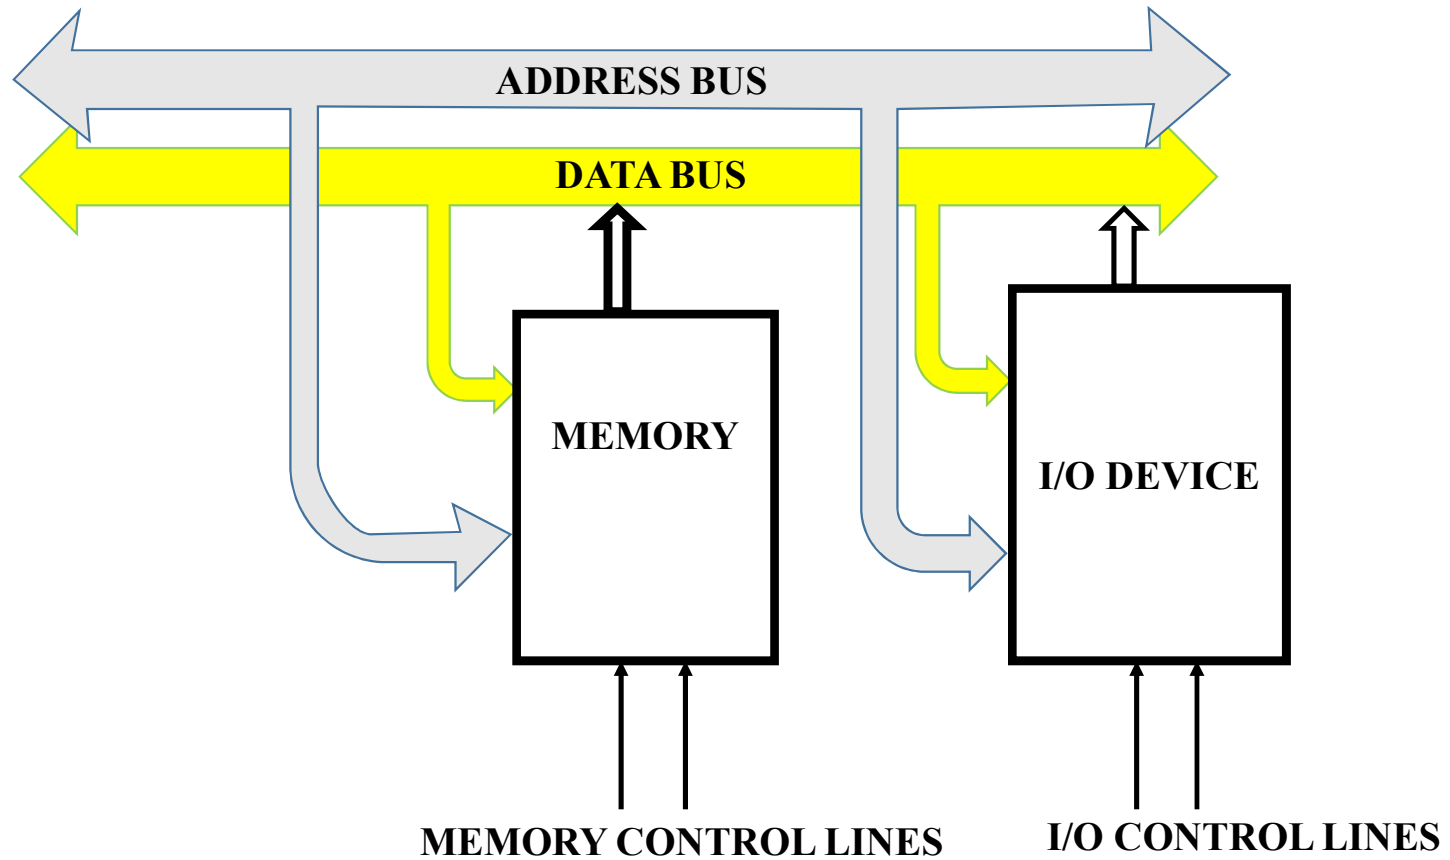 ADDRESS BUS
DATA BUS
MEMORY
I/O DEVICE
MEMORY CONTROL LINES
I/O CONTROL LINES